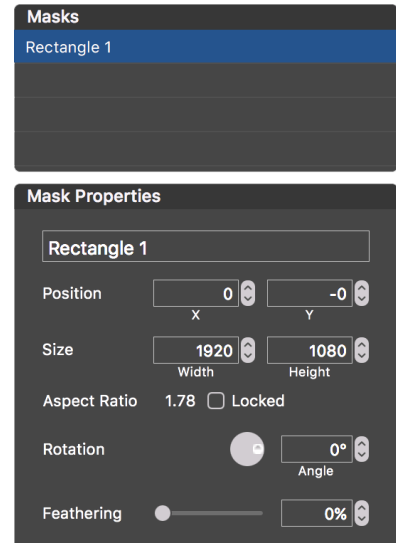 Masks
Rectangle 1
Mask Properties
Rectangle 1
Position 0 -0
X Y
Size 1920 1080
Width Height
Aspect Ratio 1.78 Locked
Rotation 0°
Angle
Feathering 0%